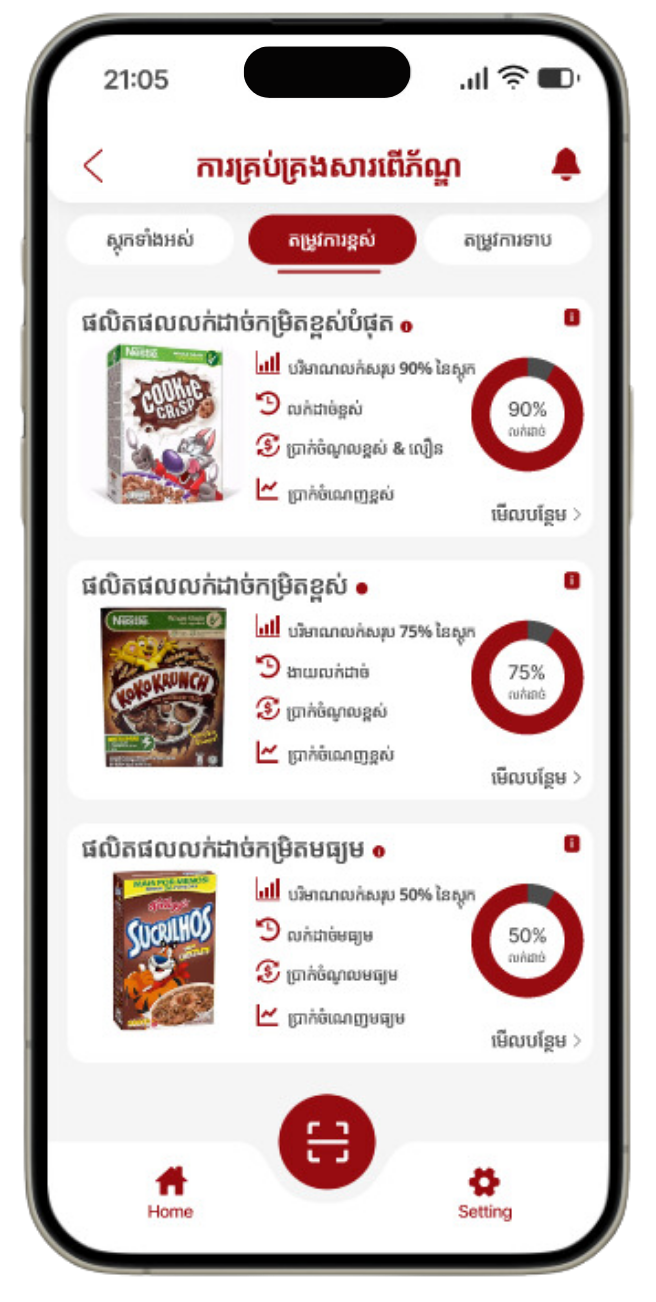 21:05
ការគ្រប់គ្រងសារពើភ័ណ្ឌ
ស្តុកទាំងអស់
តម្រូវការខ្ពស់
តម្រូវការទាប
ផលិតផលលក់ដាច់កម្រិតខ្ពស់បំផុត
Nestlé
COOKIE
CRISP
បរិមាណលក់សរុប 90% នៃស្តុក
លក់ដាច់ខ្ពស់
ប្រាក់ចំណូលខ្ពស់ & លឿន
ប្រាក់ចំណេញខ្ពស់
90%
លក់ដាច់
មើលបន្ថែម >
ផលិតផលលក់ដាច់កម្រិតខ្ពស់
Nestlé
KOKO KRUNCH
បរិមាណលក់សរុប 75% នៃស្តុក
ងាយលក់ដាច់
ប្រាក់ចំណូលខ្ពស់
ប្រាក់ចំណេញខ្ពស់
75%
លក់ដាច់
មើលបន្ថែម >
ផលិតផលលក់ដាច់កម្រិតមធ្យម
MAIS POR MENOS!
Kellogg's
SUCRILHOS
បរិមាណលក់សរុប 50% នៃស្តុក
លក់ដាច់មធ្យម
ប្រាក់ចំណូលមធ្យម
ប្រាក់ចំណេញមធ្យម
50%
លក់ដាច់
មើលបន្ថែម >
Home
Setting